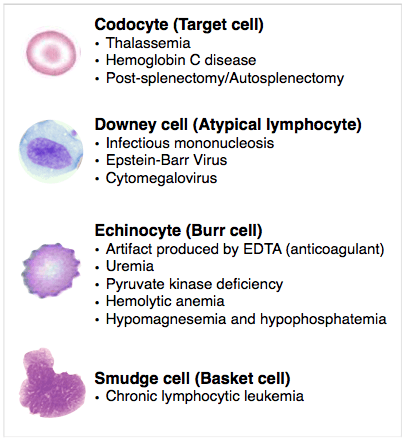 Codocyte (Target cell)
• Thalassemia
• Hemoglobin C disease
• Post-splenectomy/Autosplenectomy
Downey cell (Atypical lymphocyte)
• Infectious mononucleosis
• Epstein-Barr Virus
• Cytomegalovirus
Echinocyte (Burr cell)
• Artifact produced by EDTA (anticoagulant)
• Uremia
• Pyruvate kinase deficiency
• Hemolytic anemia
• Hypomagnesemia and hypophosphatemia
Smudge cell (Basket cell)
• Chronic lymphocytic leukemia